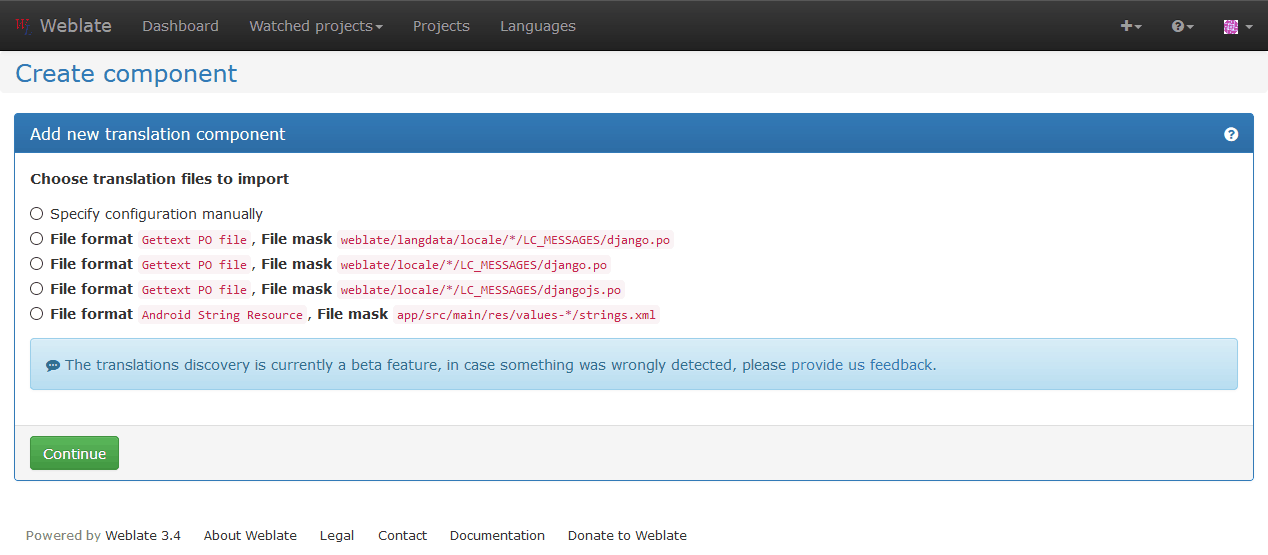 Weblate Dashboard Watched projects Projects Languages
Create component
Add new translation component
Choose translation files to import
Specify configuration manually
File format Gettext PO file, File mask weblate/langdata/locale/*/LC_MESSAGES/django.po
File format Gettext PO file, File mask weblate/locale/*/LC_MESSAGES/django.po
File format Gettext PO file, File mask weblate/locale/*/LC_MESSAGES/djangojs.po
File format Android String Resource, File mask app/src/main/res/values-*/strings.xml
The translations discovery is currently a beta feature, in case something was wrongly detected, please provide us feedback.
Continue
Powered by Weblate 3.4 About Weblate Legal Contact Documentation Donate to Weblate